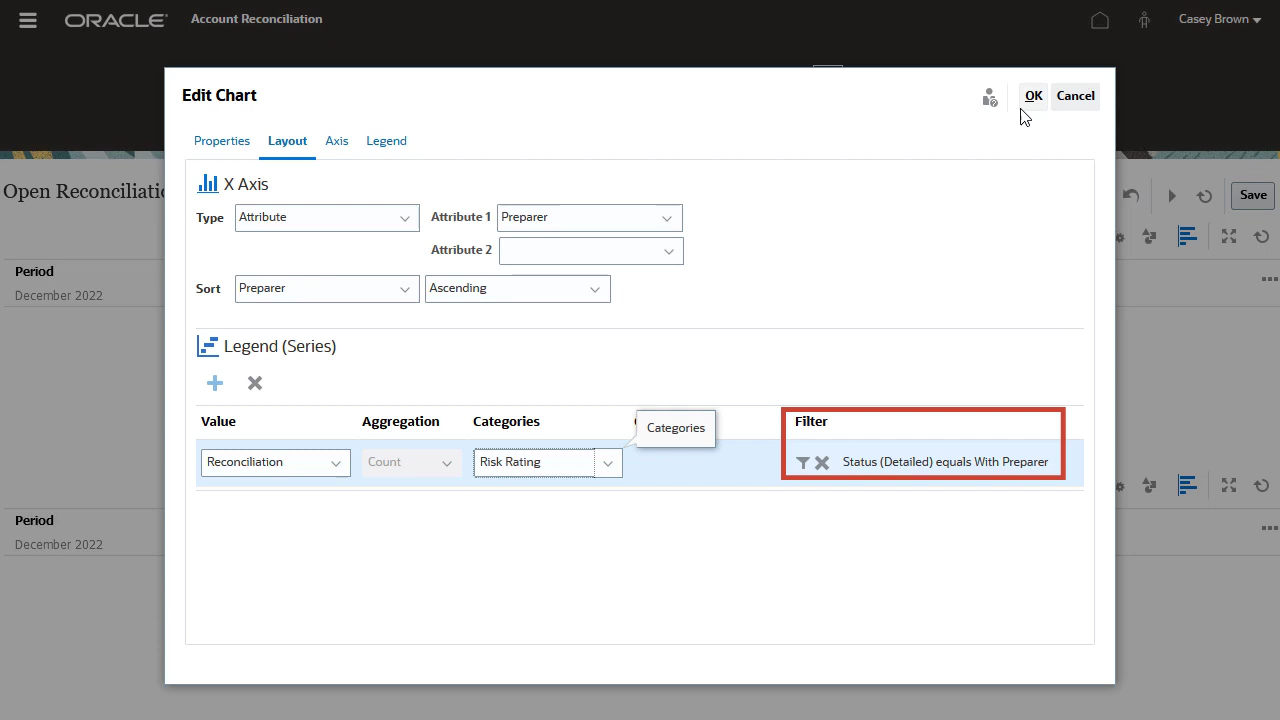 ORACLE Account Reconciliation
Casey Brown
Edit Chart
OK Cancel
Properties Layout Axis Legend
Open Reconciliatio
Save
X Axis
Type Attribute Attribute 1 Preparer
Attribute 2
Period
December 2022
Sort Preparer Ascending
Legend (Series)
Value Aggregation Categories Filter
Categories
Reconciliation Count Risk Rating Status (Detailed) equals With Preparer
Period
December 2022